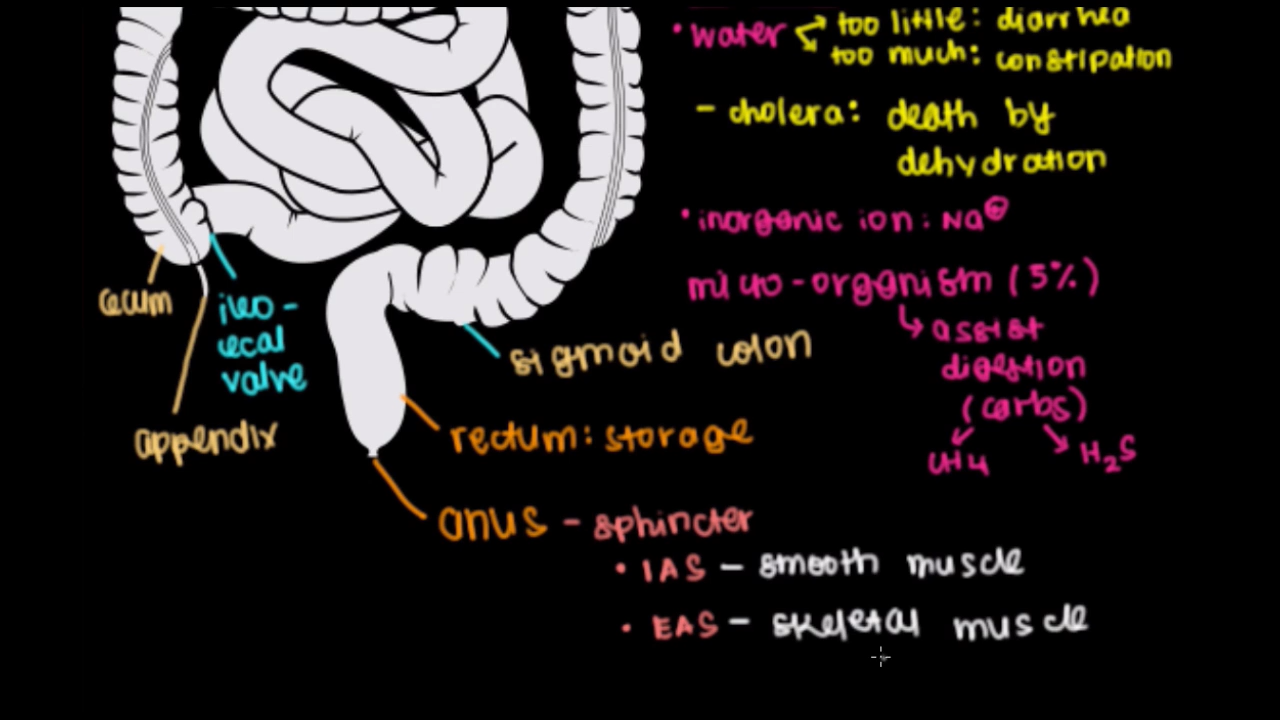 • water
too little: diarrhea
too much: constipation
- cholera: death by
dehydration
• inorganic ion: Na⊕
micro-organism (5%)
↳ assist
digestion
(carbs)
CH4
H2S
cecum
ileo-
cecal
valve
appendix
sigmoid colon
rectum: storage
anus - sphincter
• IAS - smooth muscle
• EAS - skeletal muscle